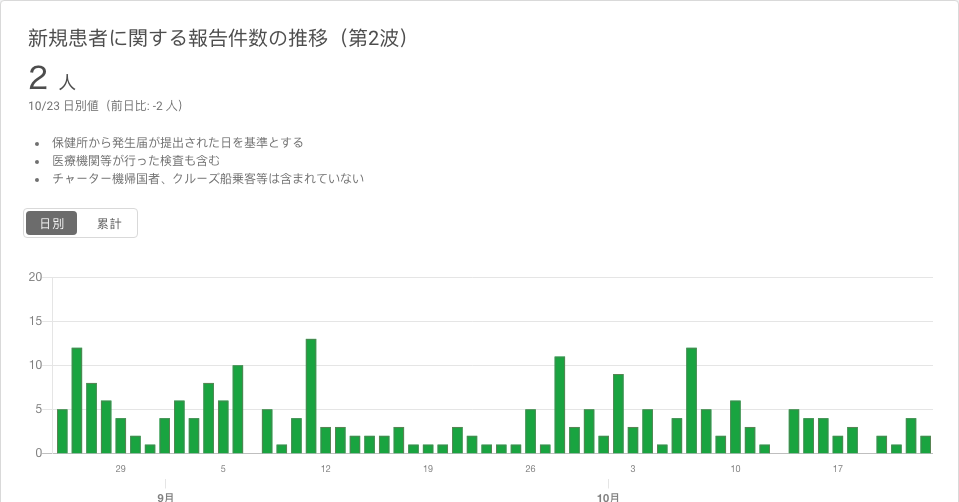 新規患者に関する報告件数の推移（第2波）
2 人
10/23 日別値（前日比: -2 人）
保健所から発生届が提出された日を基準とする
医療機関等が行った検査も含む
チャーター機帰国者、クルーズ船乗客等は含まれていない
日別 累計
20
15
10
5
0
29 5 12 19 26 3 10 17
9月 10月